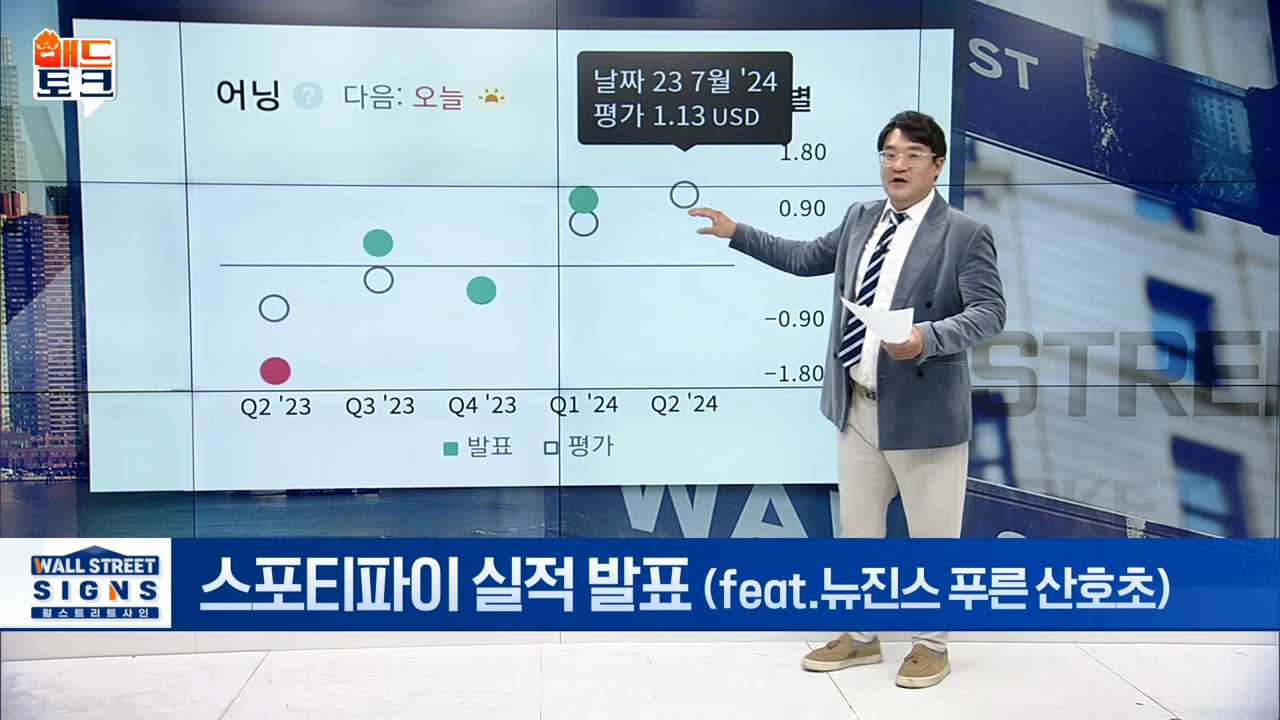 매드
토크
어닝 ? 다음: 오늘
날짜 23 7월 '24
평가 1.13 USD
별
1.80
0.90
-0.90
-1.80
Q2 '23 Q3 '23 Q4 '23 Q1 '24 Q2 '24
발표 평가
ST
STREE
WA
WALL STREET
SIGNS
월스트리트사인
스포티파이 실적 발표 (feat.뉴진스 푸른 산호초)